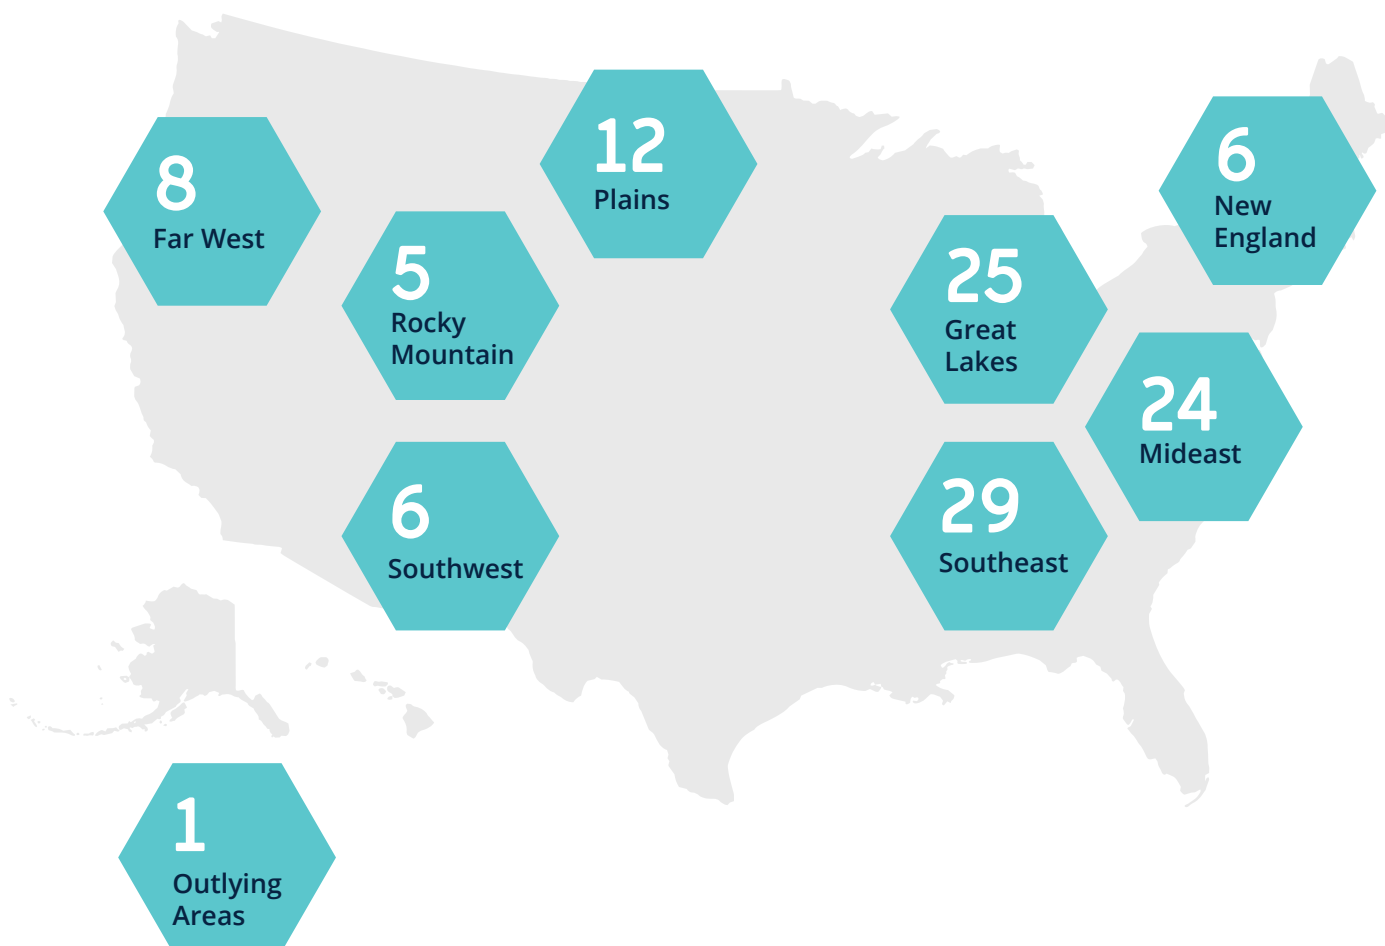 12
Plains
6
New
England
8
Far West
5
Rocky
Mountain
25
Great
Lakes
24
Mideast
6
Southwest
29
Southeast
1
Outlying
Areas